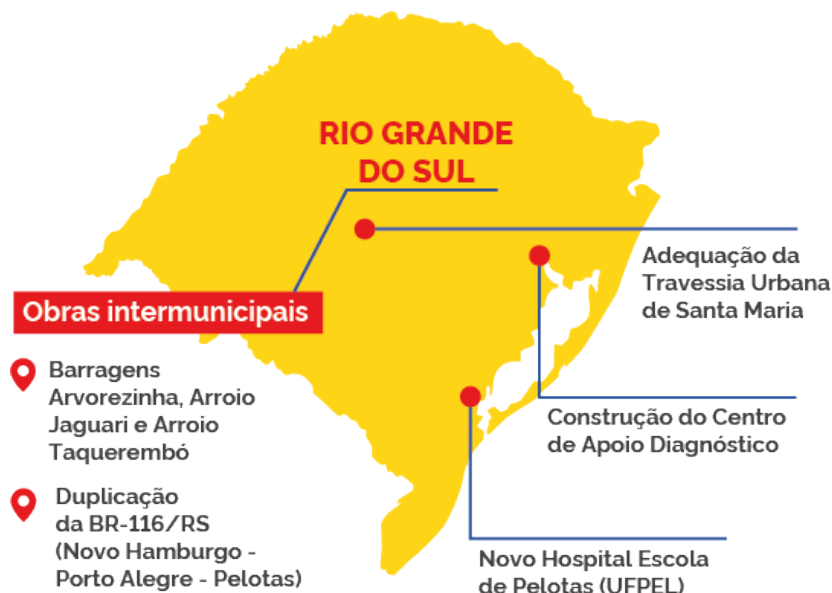 RIO GRANDE
DO SUL
Adequação da
Travessia Urbana
de Santa Maria
Obras intermunicipais
Barragens
Arvorezinha, Arroio
Jaguari e Arroio
Taquerembó
Construção do Centro
de Apoio Diagnóstico
Duplicação
da BR-116/RS
(Novo Hamburgo -
Porto Alegre - Pelotas)
Novo Hospital Escola
de Pelotas (UFPEL)